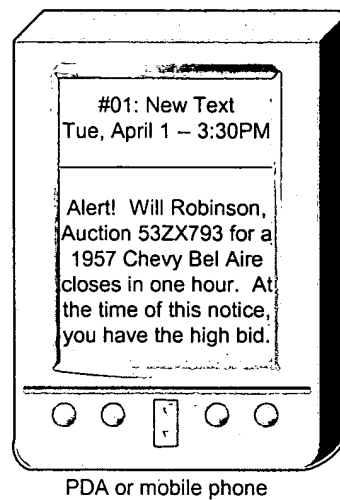 #01: New Text
Tue, April 1 – 3:30PM
Alert! Will Robinson,
Auction 53ZX793 for a
1957 Chevy Bel Aire
closes in one hour. At
the time of this notice,
you have the high bid.
PDA or mobile phone